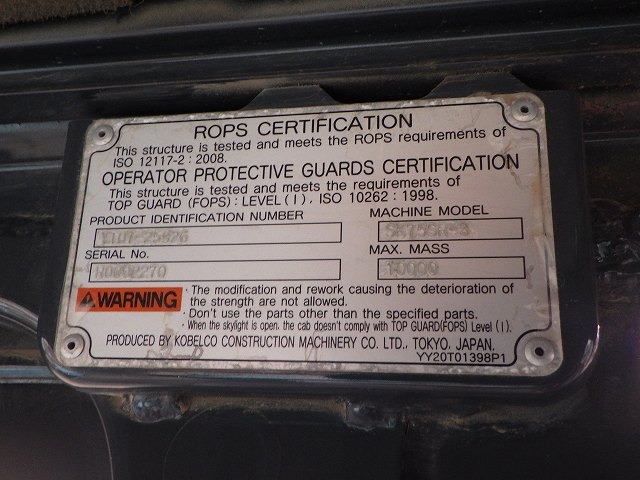 ROPS CERTIFICATION
This structure is tested and meets the ROPS requirements of
ISO 12117-2 : 2008.
OPERATOR PROTECTIVE GUARDS CERTIFICATION
This structure is tested and meets the requirements of
TOP GUARD (FOPS) : LEVEL ( I ) , ISO 10262 : 1998.
PRODUCT IDENTIFICATION NUMBER
MACHINE MODEL
SERIAL No.
MAX. MASS
10000
WARNING
· The modification and rework causing the deterioration of
the strength are not allowed.
· Don't use the parts other than the specified parts.
· When the skylight is open, the cab doesn't comply with TOP GUARD(FOPS) Level ( I ).
PRODUCED BY KOBELCO CONSTRUCTION MACHINERY CO. LTD., TOKYO, JAPAN.
YY20T01398P1